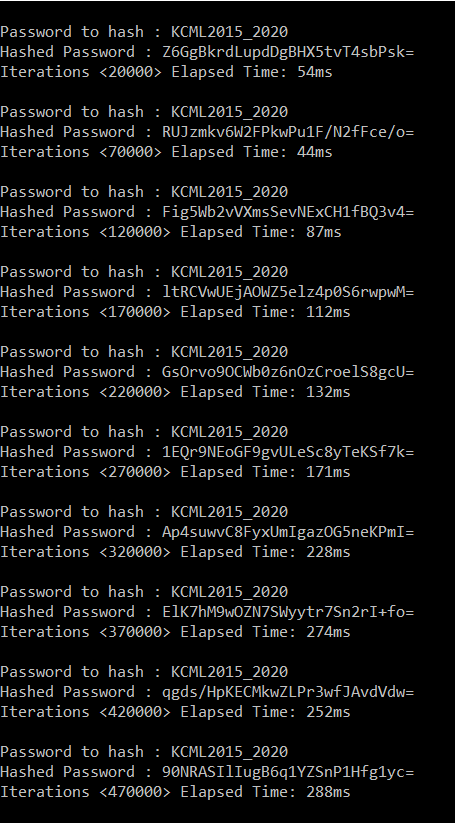 Password to hash : KCML2015_2020
Hashed Password : Z6GgBkrdLupdDgBHX5tvT4sbPsk=
Iterations <20000> Elapsed Time: 54ms
Password to hash : KCML2015_2020
Hashed Password : RUJzmkv6W2FPkwPu1F/N2fFce/o=
Iterations <70000> Elapsed Time: 44ms
Password to hash : KCML2015_2020
Hashed Password : Fig5Wb2vVXmsSevNExCH1fBQ3v4=
Iterations <120000> Elapsed Time: 87ms
Password to hash : KCML2015_2020
Hashed Password : ltRCVwUEjAOWZ5elz4p0S6rwpwM=
Iterations <170000> Elapsed Time: 112ms
Password to hash : KCML2015_2020
Hashed Password : GsOrvo9OCWb0z6nOzCroelS8gcU=
Iterations <220000> Elapsed Time: 132ms
Password to hash : KCML2015_2020
Hashed Password : 1EQr9NEoGF9gvULeSc8yTeKSf7k=
Iterations <270000> Elapsed Time: 171ms
Password to hash : KCML2015_2020
Hashed Password : Ap4suwvC8FyxUmIgazOG5neKPmI=
Iterations <320000> Elapsed Time: 228ms
Password to hash : KCML2015_2020
Hashed Password : ElK7hM9wOZN7SWyytr7Sn2rI+fo=
Iterations <370000> Elapsed Time: 274ms
Password to hash : KCML2015_2020
Hashed Password : qgds/HpKECMkwZLPr3wfJAvdVdw=
Iterations <420000> Elapsed Time: 252ms
Password to hash : KCML2015_2020
Hashed Password : 90NRASIlIugB6q1YZSnP1Hfg1yc=
Iterations <470000> Elapsed Time: 288ms